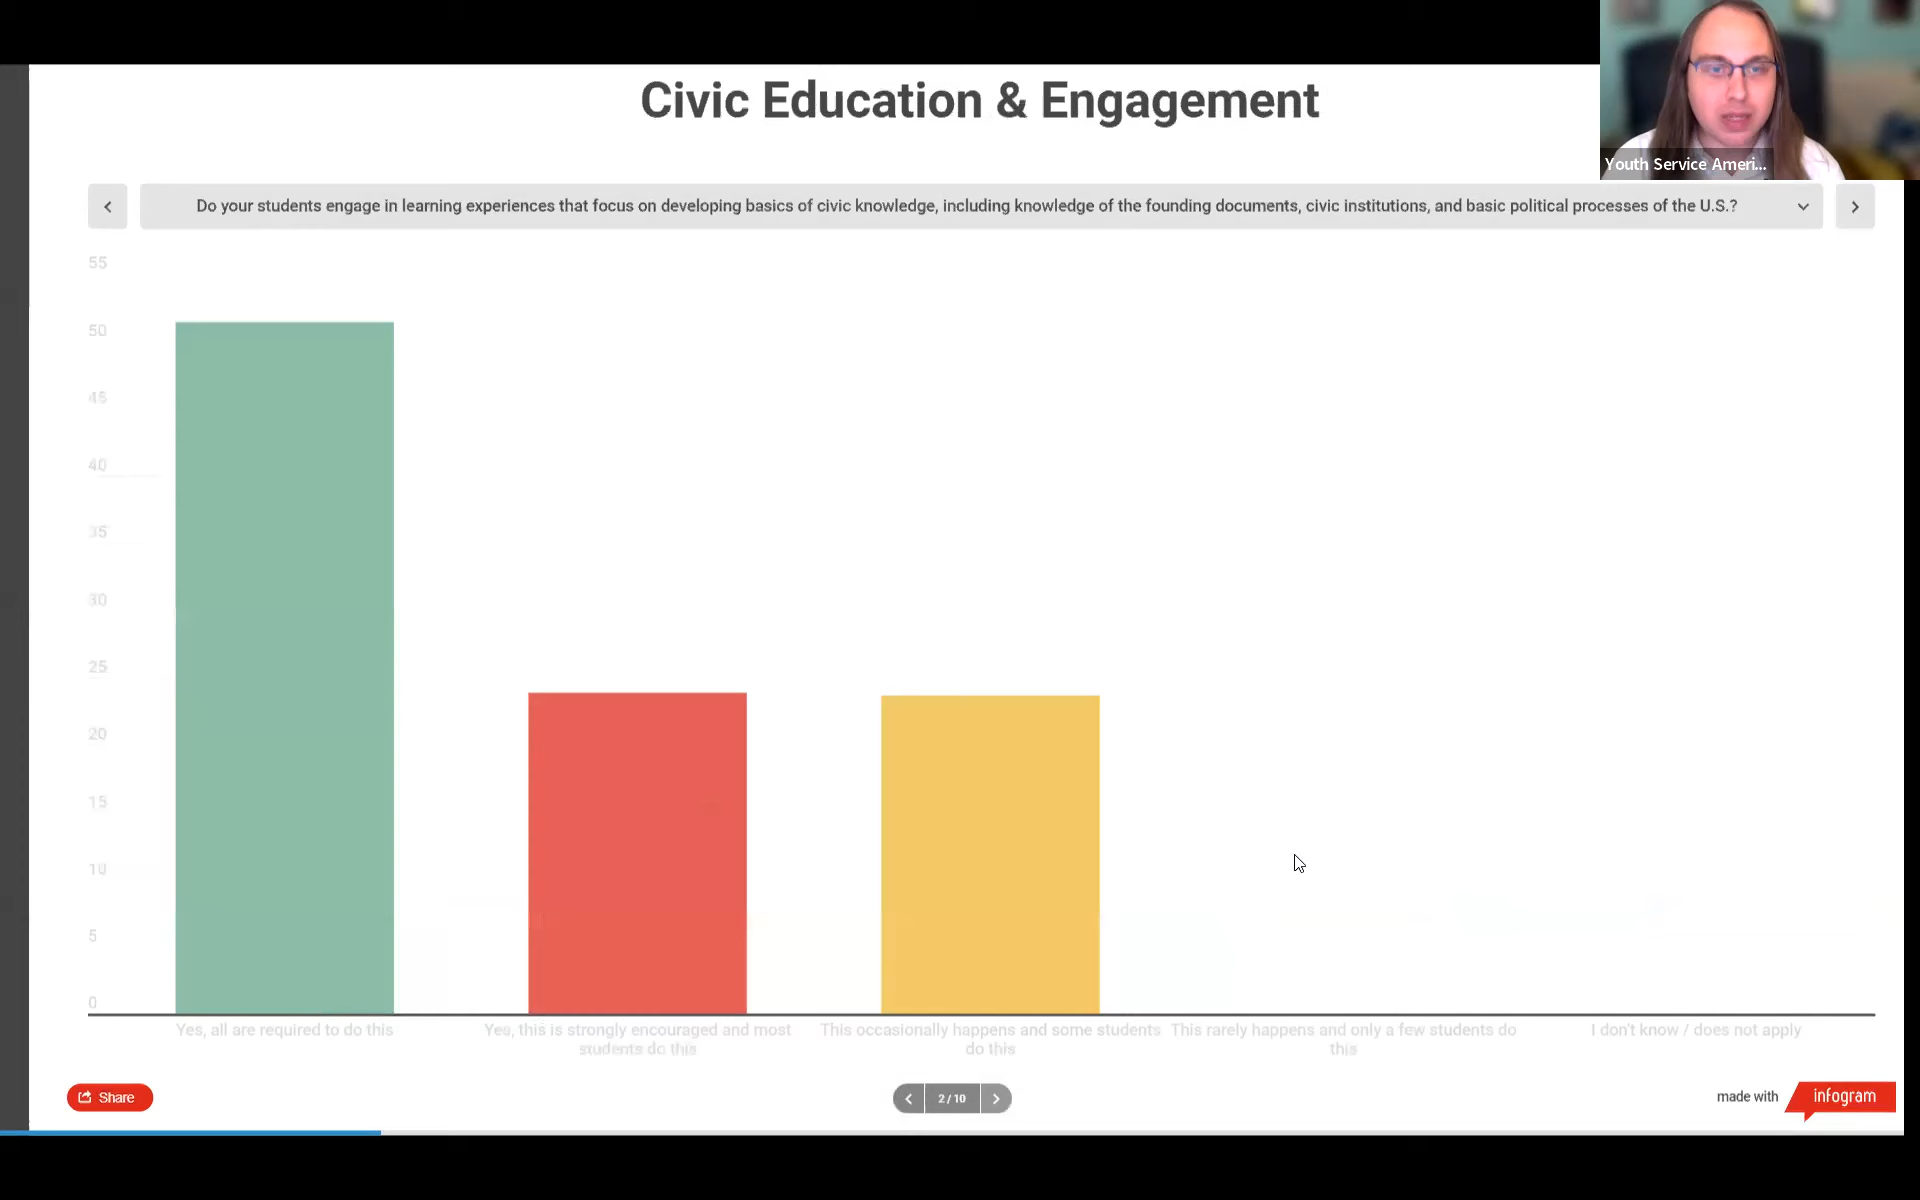 Civic Education & Engagement
Youth Service Ameri...
Do your students engage in learning experiences that focus on developing basics of civic knowledge, including knowledge of the founding documents, civic institutions, and basic political processes of the U.S.?
55
50
45
40
35
30
25
20
15
10
5
0
Yes, all are required to do this
Yes, this is strongly encouraged and most
students do this
This occasionally happens and some students
do this
This rarely happens and only a few students do
this
I don't know / does not apply
Share
2 / 10
made with
infogram